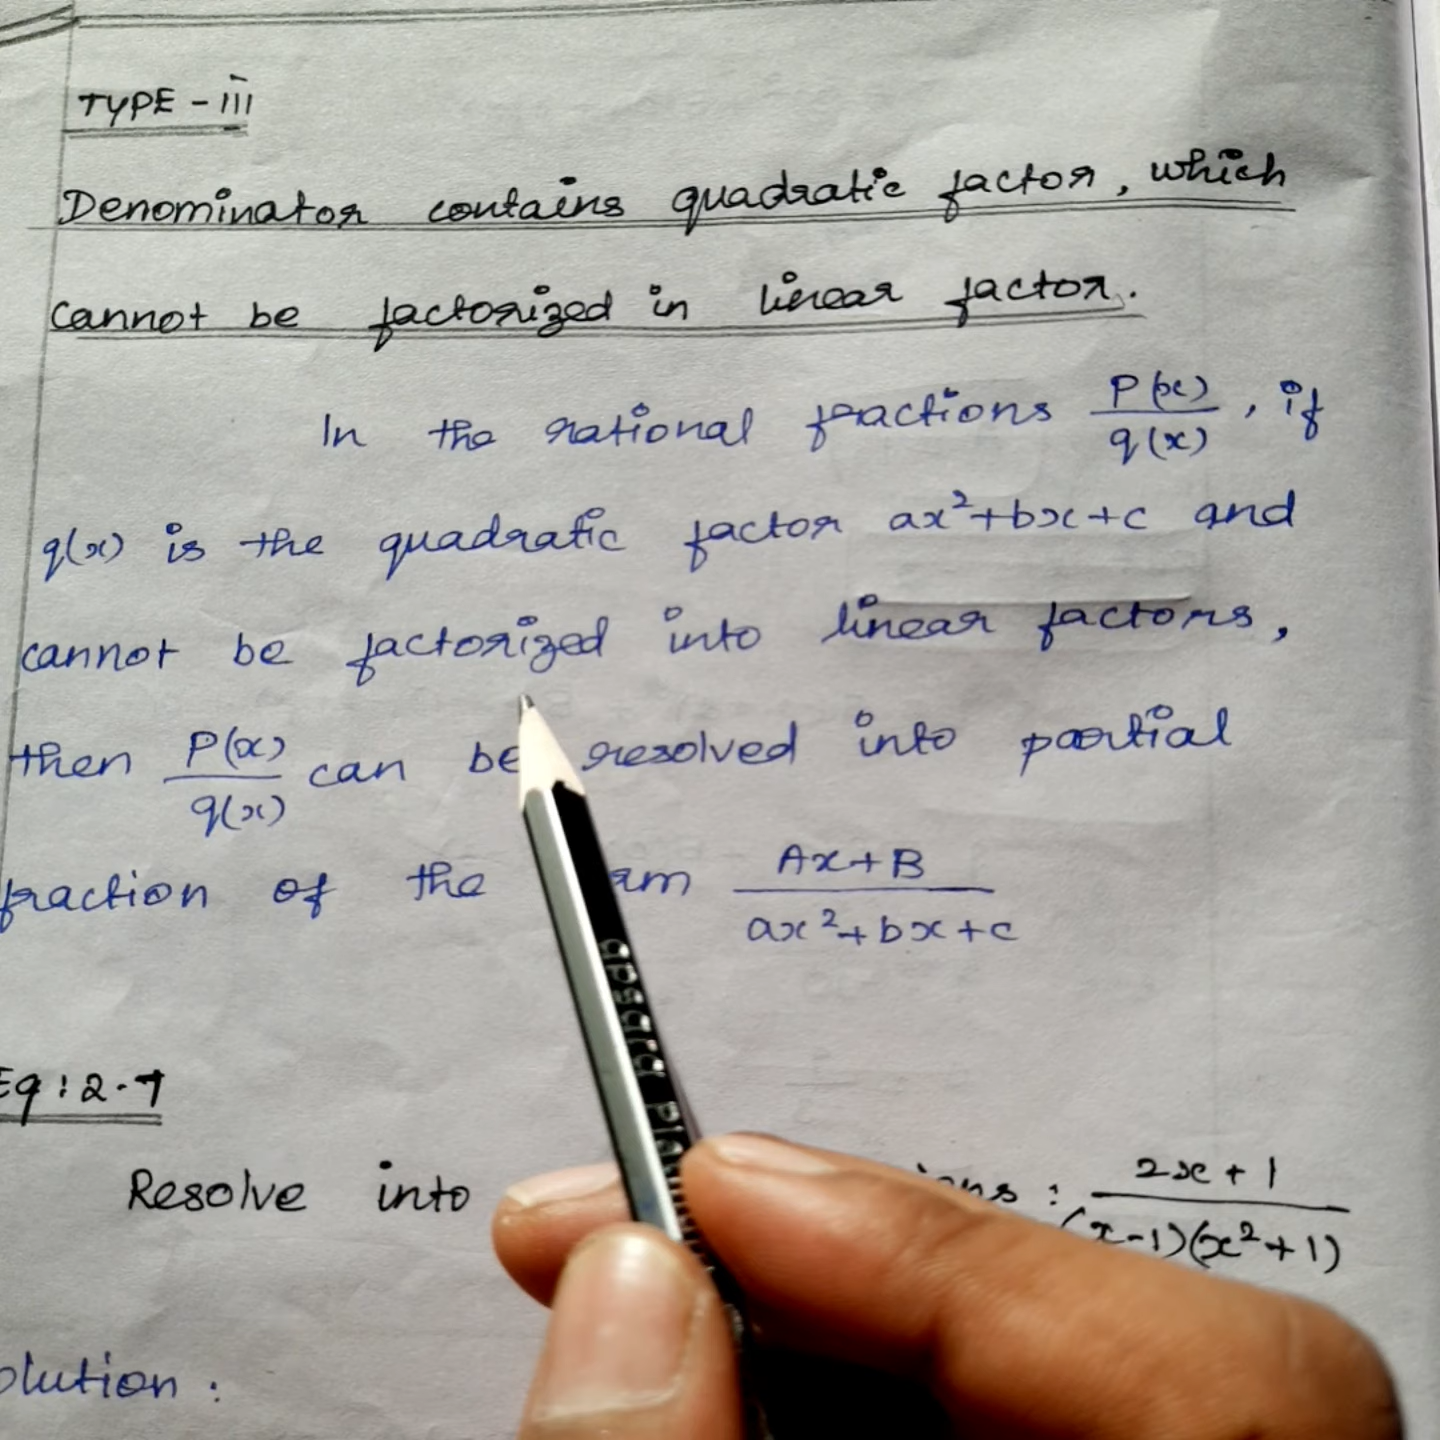 TYPE - iii
Denominator contains quadratic factor, which
cannot be factorized in linear factor.
In the rational fractions P(x)/q(x), if
q(x) is the quadratic factor ax²+bx+c and
cannot be factorized into linear factors,
then P(x)/q(x) can be resolved into partial
fraction of the Ax+B/ax²+bx+c
Eg: 2.7
Resolve into : 2x+1/(x-1)(x²+1)